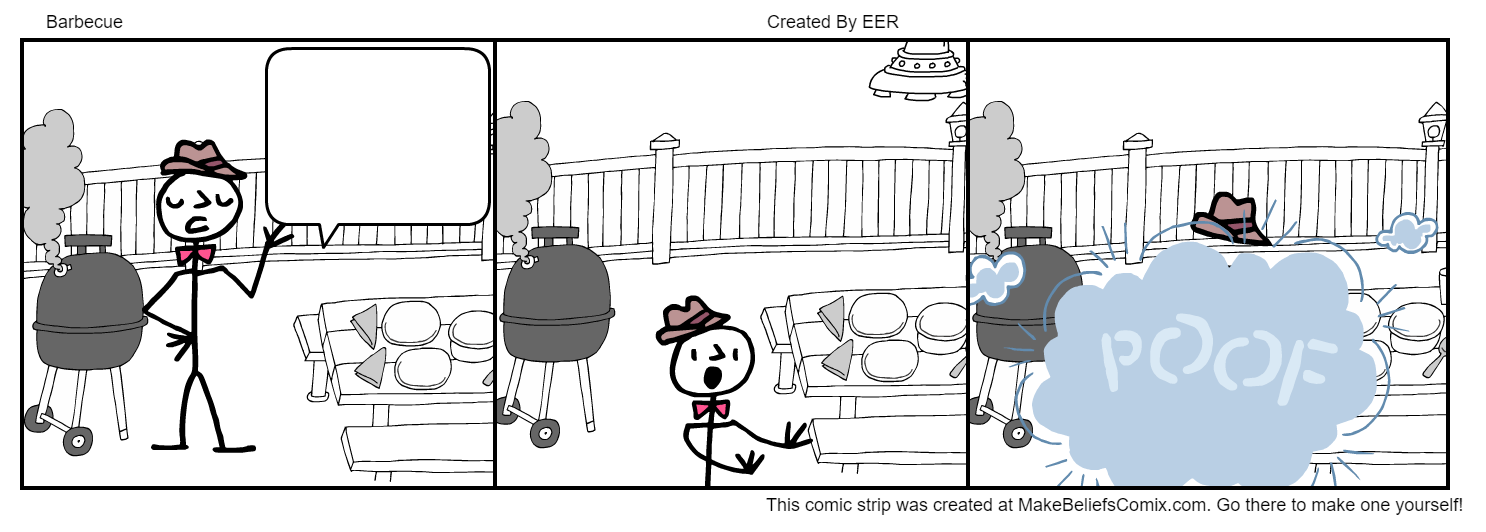 Barbecue
Created By EER
POOF
This comic strip was created at MakeBeliefsComix.com. Go there to make one yourself!